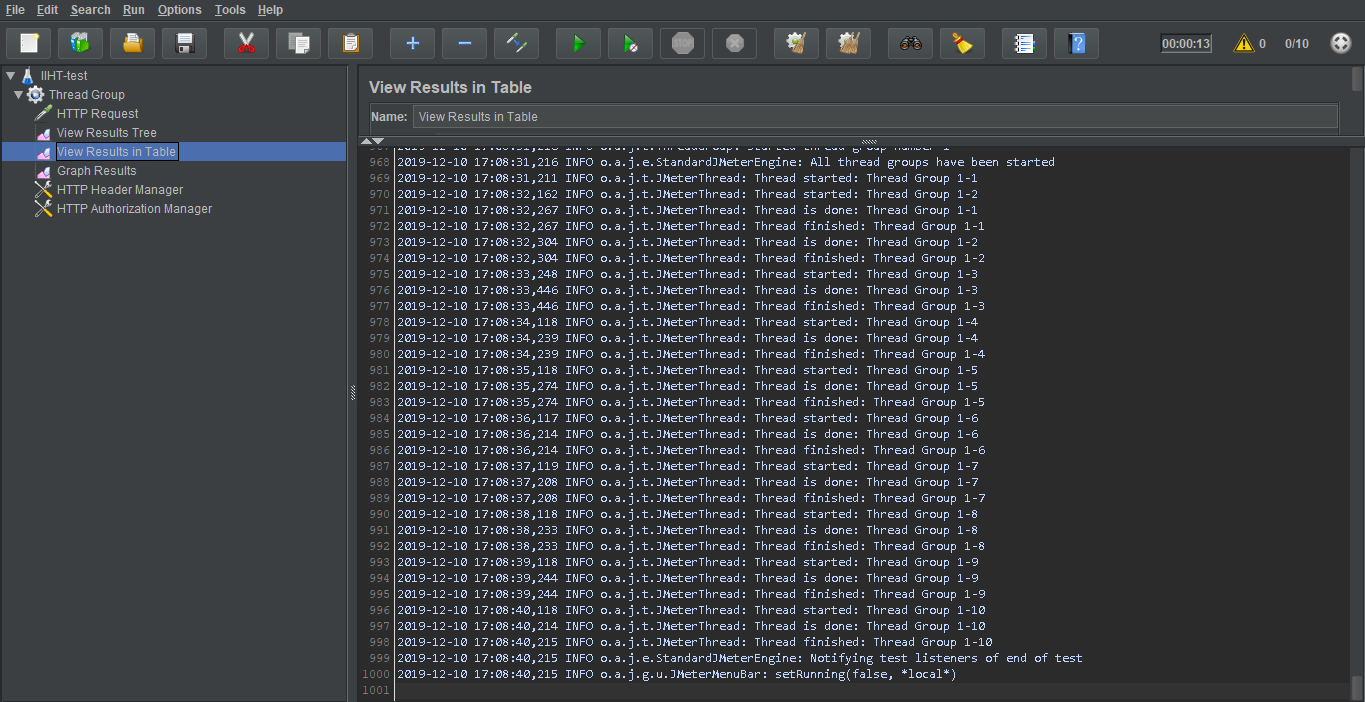 File Edit Search Run Options Tools Help
STOP
00:00:13 0 0/10
IIHT-test
Thread Group
HTTP Request
View Results Tree
View Results in Table
Graph Results
HTTP Header Manager
HTTP Authorization Manager
View Results in Table
Name: View Results in Table
968 2019-12-10 17:08:31,216 INFO o.a.j.e.StandardJMeterEngine: All thread groups have been started
969 2019-12-10 17:08:31,211 INFO o.a.j.t.JMeterThread: Thread started: Thread Group 1-1
970 2019-12-10 17:08:32,162 INFO o.a.j.t.JMeterThread: Thread started: Thread Group 1-2
971 2019-12-10 17:08:32,267 INFO o.a.j.t.JMeterThread: Thread is done: Thread Group 1-1
972 2019-12-10 17:08:32,267 INFO o.a.j.t.JMeterThread: Thread finished: Thread Group 1-1
973 2019-12-10 17:08:32,304 INFO o.a.j.t.JMeterThread: Thread is done: Thread Group 1-2
974 2019-12-10 17:08:32,304 INFO o.a.j.t.JMeterThread: Thread finished: Thread Group 1-2
975 2019-12-10 17:08:33,248 INFO o.a.j.t.JMeterThread: Thread started: Thread Group 1-3
976 2019-12-10 17:08:33,446 INFO o.a.j.t.JMeterThread: Thread is done: Thread Group 1-3
977 2019-12-10 17:08:33,446 INFO o.a.j.t.JMeterThread: Thread finished: Thread Group 1-3
978 2019-12-10 17:08:34,118 INFO o.a.j.t.JMeterThread: Thread started: Thread Group 1-4
979 2019-12-10 17:08:34,239 INFO o.a.j.t.JMeterThread: Thread is done: Thread Group 1-4
980 2019-12-10 17:08:34,239 INFO o.a.j.t.JMeterThread: Thread finished: Thread Group 1-4
981 2019-12-10 17:08:35,118 INFO o.a.j.t.JMeterThread: Thread started: Thread Group 1-5
982 2019-12-10 17:08:35,274 INFO o.a.j.t.JMeterThread: Thread is done: Thread Group 1-5
983 2019-12-10 17:08:35,274 INFO o.a.j.t.JMeterThread: Thread finished: Thread Group 1-5
984 2019-12-10 17:08:36,117 INFO o.a.j.t.JMeterThread: Thread started: Thread Group 1-6
985 2019-12-10 17:08:36,214 INFO o.a.j.t.JMeterThread: Thread is done: Thread Group 1-6
986 2019-12-10 17:08:36,214 INFO o.a.j.t.JMeterThread: Thread finished: Thread Group 1-6
987 2019-12-10 17:08:37,119 INFO o.a.j.t.JMeterThread: Thread started: Thread Group 1-7
988 2019-12-10 17:08:37,208 INFO o.a.j.t.JMeterThread: Thread is done: Thread Group 1-7
989 2019-12-10 17:08:37,208 INFO o.a.j.t.JMeterThread: Thread finished: Thread Group 1-7
990 2019-12-10 17:08:38,118 INFO o.a.j.t.JMeterThread: Thread started: Thread Group 1-8
991 2019-12-10 17:08:38,233 INFO o.a.j.t.JMeterThread: Thread is done: Thread Group 1-8
992 2019-12-10 17:08:38,233 INFO o.a.j.t.JMeterThread: Thread finished: Thread Group 1-8
993 2019-12-10 17:08:39,118 INFO o.a.j.t.JMeterThread: Thread started: Thread Group 1-9
994 2019-12-10 17:08:39,244 INFO o.a.j.t.JMeterThread: Thread is done: Thread Group 1-9
995 2019-12-10 17:08:39,244 INFO o.a.j.t.JMeterThread: Thread finished: Thread Group 1-9
996 2019-12-10 17:08:40,118 INFO o.a.j.t.JMeterThread: Thread started: Thread Group 1-10
997 2019-12-10 17:08:40,214 INFO o.a.j.t.JMeterThread: Thread is done: Thread Group 1-10
998 2019-12-10 17:08:40,215 INFO o.a.j.t.JMeterThread: Thread finished: Thread Group 1-10
999 2019-12-10 17:08:40,215 INFO o.a.j.e.StandardJMeterEngine: Notifying test listeners of end of test
1000 2019-12-10 17:08:40,215 INFO o.a.j.g.u.JMeterMenuBar: setRunning(false, *local*)
1001